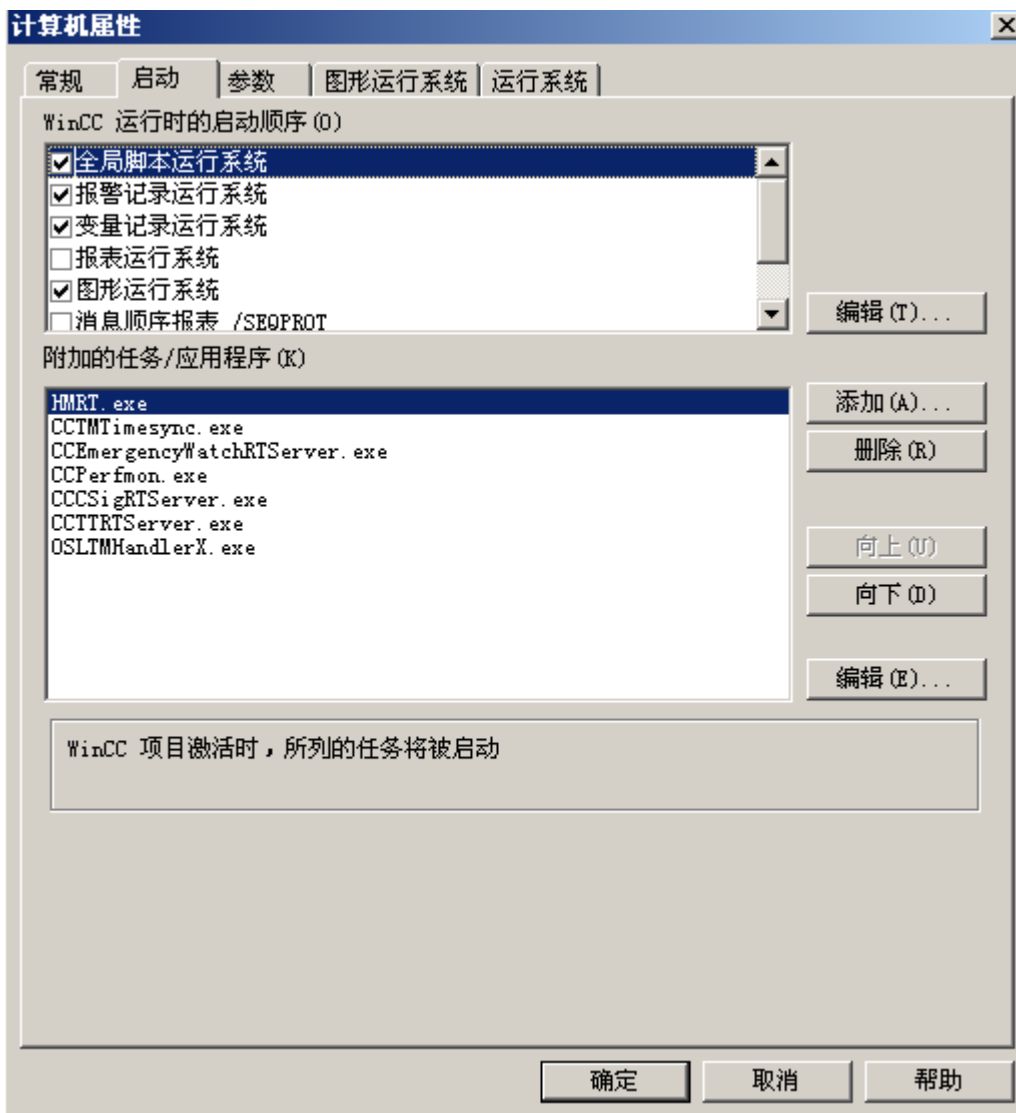 计算机属性
常规 启动 参数 图形运行系统 运行系统
WinCC 运行时的启动顺序(O)
全局脚本运行系统
报警记录运行系统
变量记录运行系统
报表运行系统
图形运行系统
消息顺序报表 /SEQPROT
编辑(T)...
附加的任务/应用程序(K)
HMRT.exe
CCTMTimesync.exe
CCEmergencyWatchRTServer.exe
CCPerfmon.exe
CCCSigRTServer.exe
CCTTRTServer.exe
OSLTMHandlerX.exe
添加(A)...
删除(R)
向上(U)
向下(D)
编辑(E)...
WinCC 项目激活时，所列的任务将被启动
确定 取消 帮助